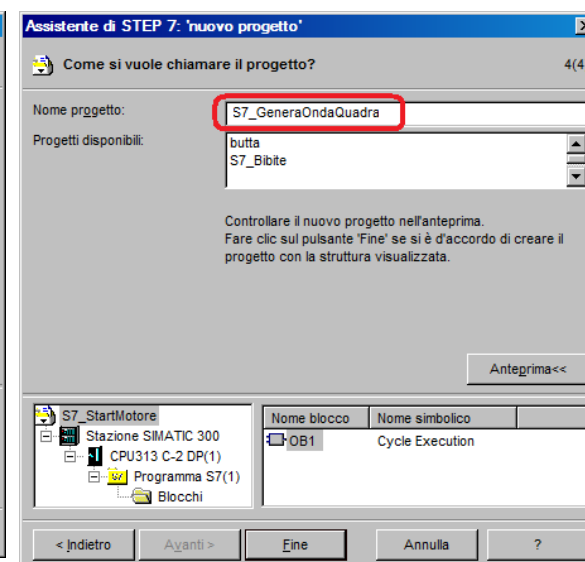 Assistente di STEP 7: 'nuovo progetto'
Come si vuole chiamare il progetto?
4(4
Nome progetto:
S7_GeneraOndaQuadra
Progetti disponibili:
butta
S7_Bibite
Controllare il nuovo progetto nell'anteprima.
Fare clic sul pulsante 'Fine' se si è d'accordo di creare il
progetto con la struttura visualizzata.
Anteprima<<
S7_StartMotore
Stazione SIMATIC 300
CPU313 C-2 DP(1)
Programma S7(1)
Blocchi
Nome blocco Nome simbolico
OB1 Cycle Execution
< Indietro Avanti > Fine Annulla ?